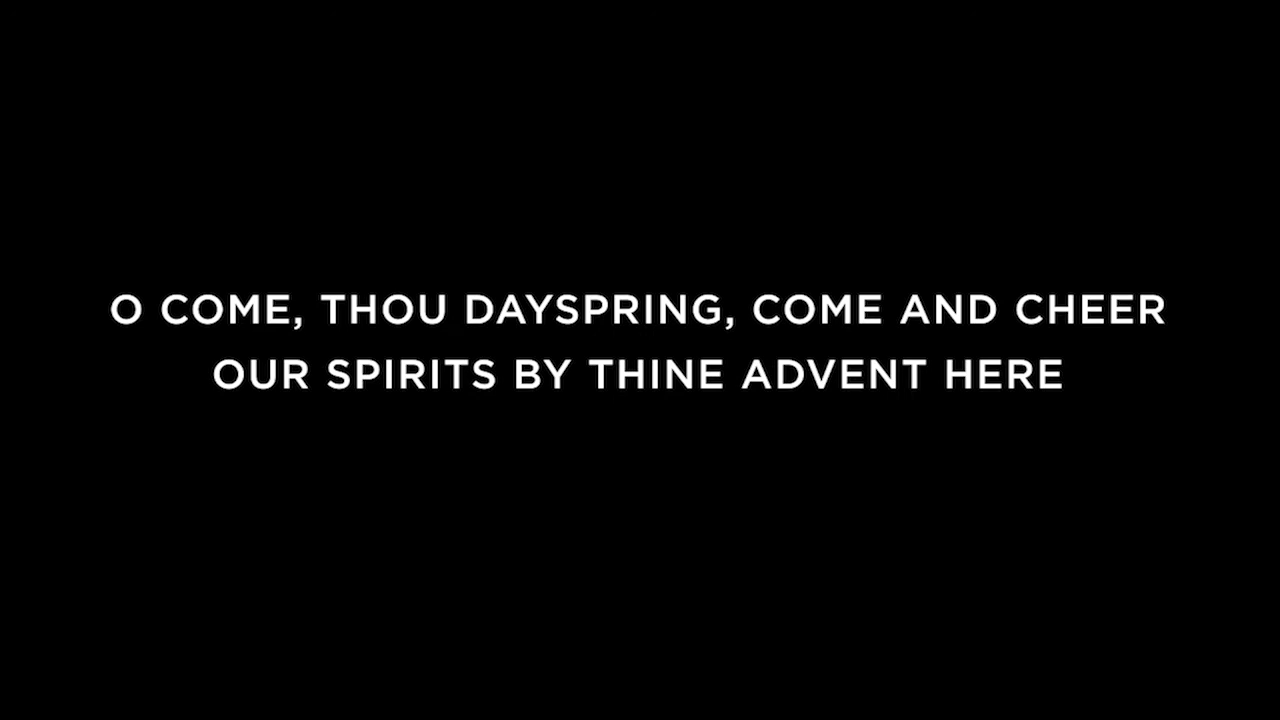 O COME, THOU DAYSPRING, COME AND CHEER
OUR SPIRITS BY THINE ADVENT HERE